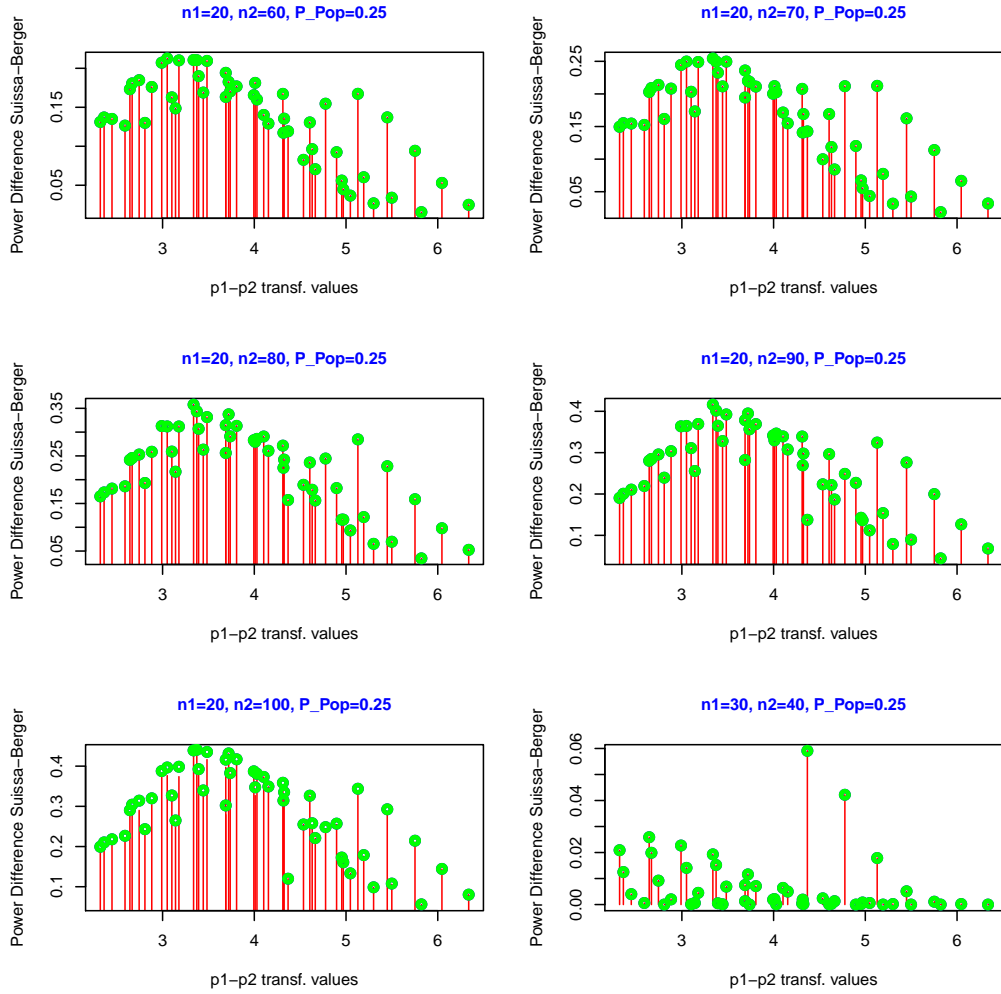 n1=20, n2=60, P_Pop=0.25
Power Difference Suissa−Berger
0.15
0.05
3 4 5 6
p1−p2 transf. values
n1=20, n2=70, P_Pop=0.25
Power Difference Suissa−Berger
0.25
0.15
0.05
3 4 5 6
p1−p2 transf. values
n1=20, n2=80, P_Pop=0.25
Power Difference Suissa−Berger
0.35
0.25
0.15
0.05
3 4 5 6
p1−p2 transf. values
n1=20, n2=90, P_Pop=0.25
Power Difference Suissa−Berger
0.4
0.3
0.2
0.1
3 4 5 6
p1−p2 transf. values
n1=20, n2=100, P_Pop=0.25
Power Difference Suissa−Berger
0.4
0.3
0.2
0.1
3 4 5 6
p1−p2 transf. values
n1=30, n2=40, P_Pop=0.25
Power Difference Suissa−Berger
0.06
0.04
0.02
0.00
3 4 5 6
p1−p2 transf. values